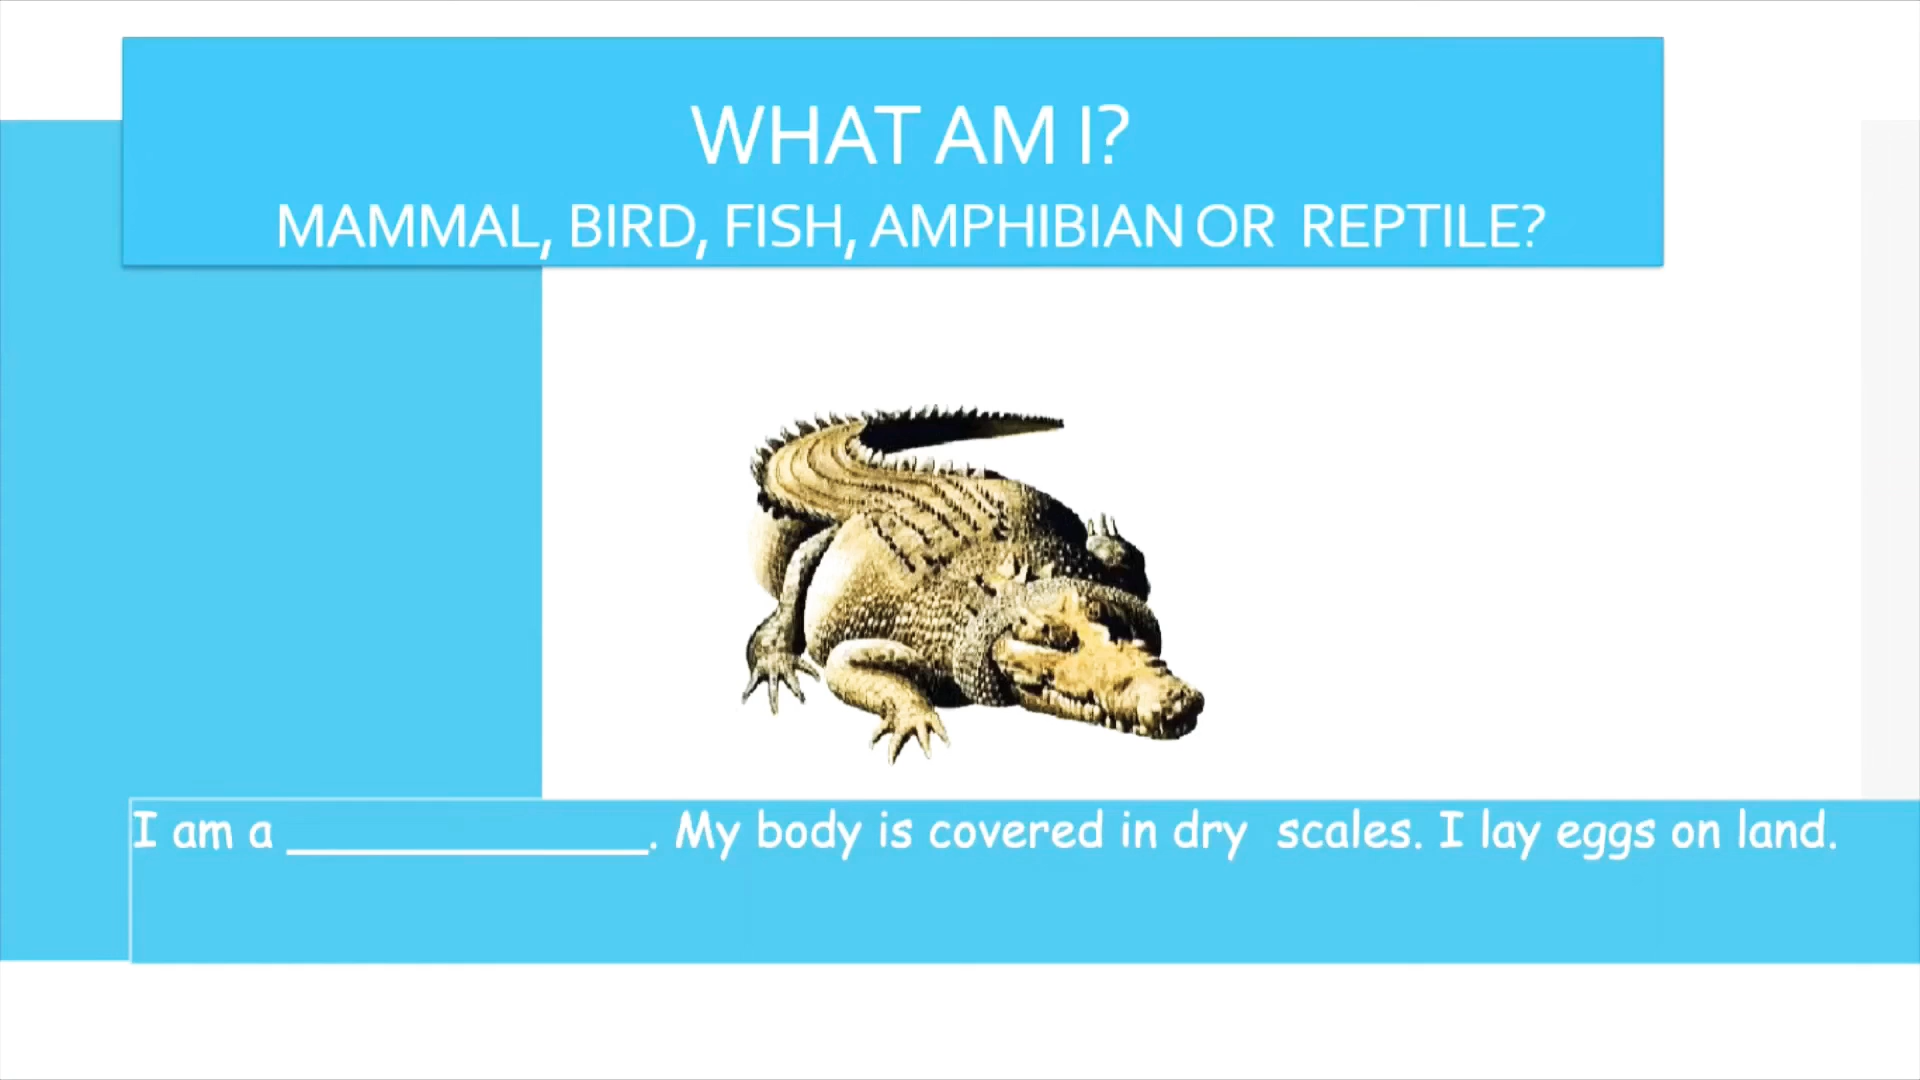 WHAT AM I?
MAMMAL, BIRD, FISH, AMPHIBIAN OR REPTILE?
I am a ______________. My body is covered in dry scales. I lay eggs on land.